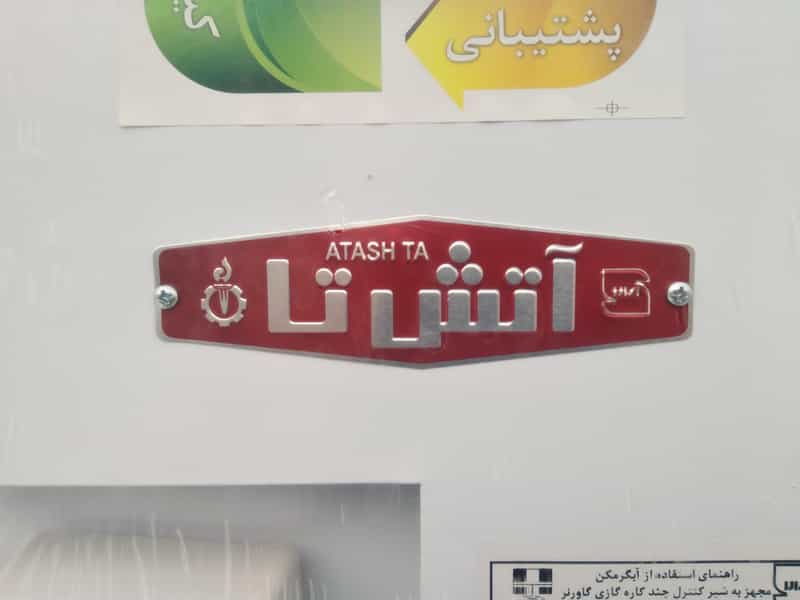 پشتیبانی
ATASH TA
آتش تا
راهنمای استفاده از آبگرمکن
مجهز به شیر کنترل چند کاره گازی گاورنر